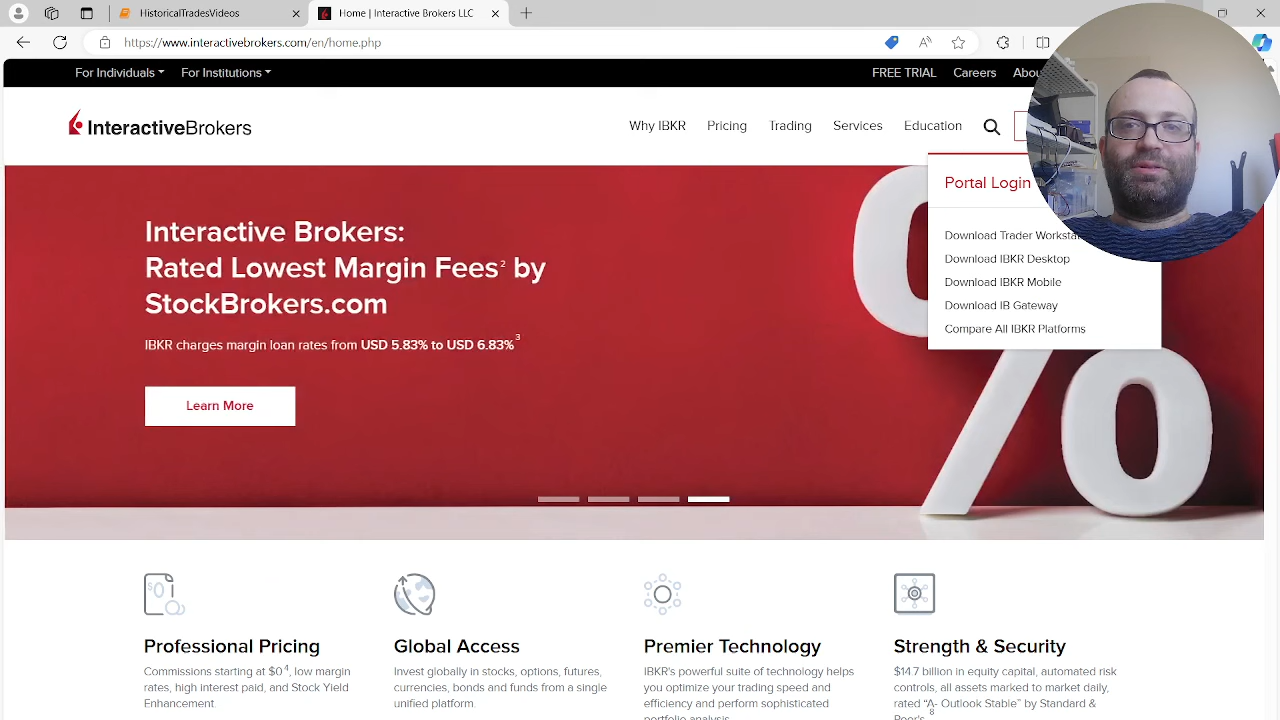 HistoricalTradesVideos
Home | Interactive Brokers LLC
https://www.interactivebrokers.com/en/home.php
For Individuals
For Institutions
FREE TRIAL
Careers
InteractiveBrokers
Why IBKR
Pricing
Trading
Services
Education
Portal Login
Download Trader
Download IBKR Desktop
Download IBKR Mobile
Download IB Gateway
Compare All IBKR Platforms
Interactive Brokers:
Rated Lowest Margin Fees2 by
StockBrokers.com
IBKR charges margin loan rates from USD 5.83% to USD 6.83%3
Learn More
%
Professional Pricing
Commissions starting at $04, low margin
rates, high interest paid, and Stock Yield
Enhancement.
Global Access
Invest globally in stocks, options, futures,
currencies, bonds and funds from a single
unified platform.
Premier Technology
IBKR's powerful suite of technology helps
you optimize your trading speed and
efficiency and perform sophisticated
portfolio analysis.
Strength & Security
$14.7 billion in equity capital, automated risk
controls, all assets marked to market daily,
rated "A- Outlook Stable" by Standard &
Poor's8